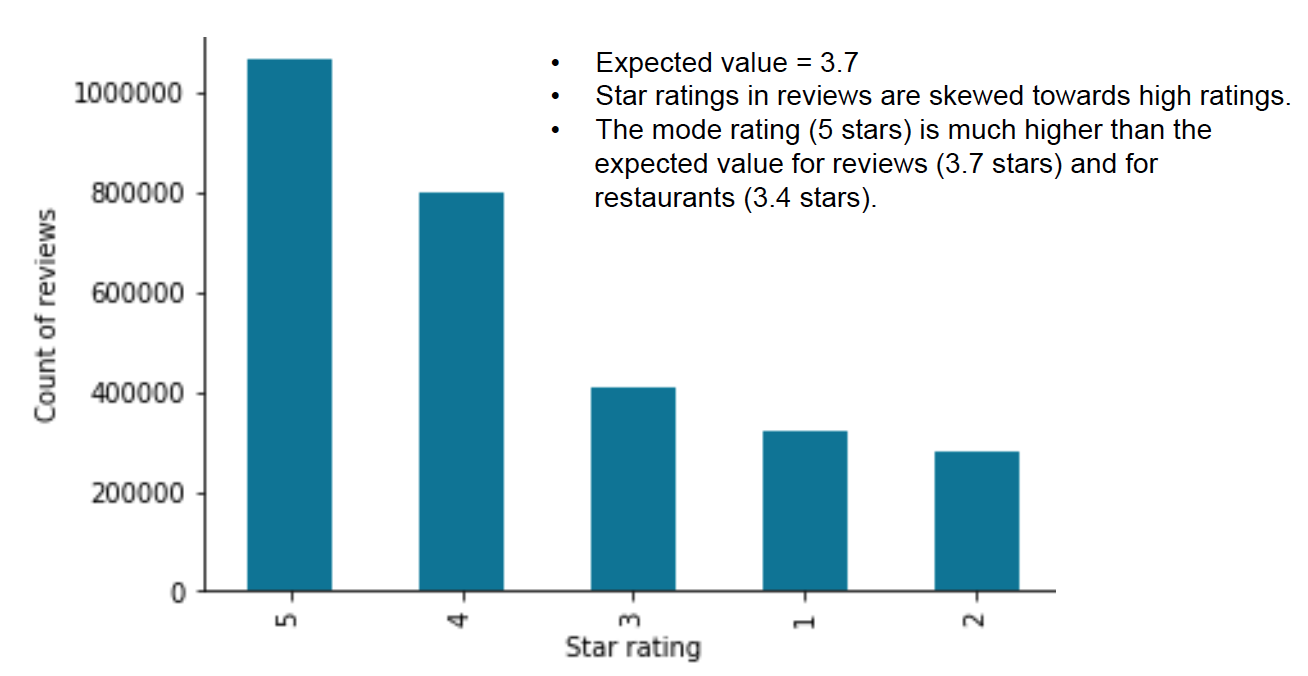 • Expected value = 3.7
• Star ratings in reviews are skewed towards high ratings.
• The mode rating (5 stars) is much higher than the
expected value for reviews (3.7 stars) and for
restaurants (3.4 stars).
Count of reviews
1000000
800000
600000
400000
200000
0
5 4 3 1 2
Star rating